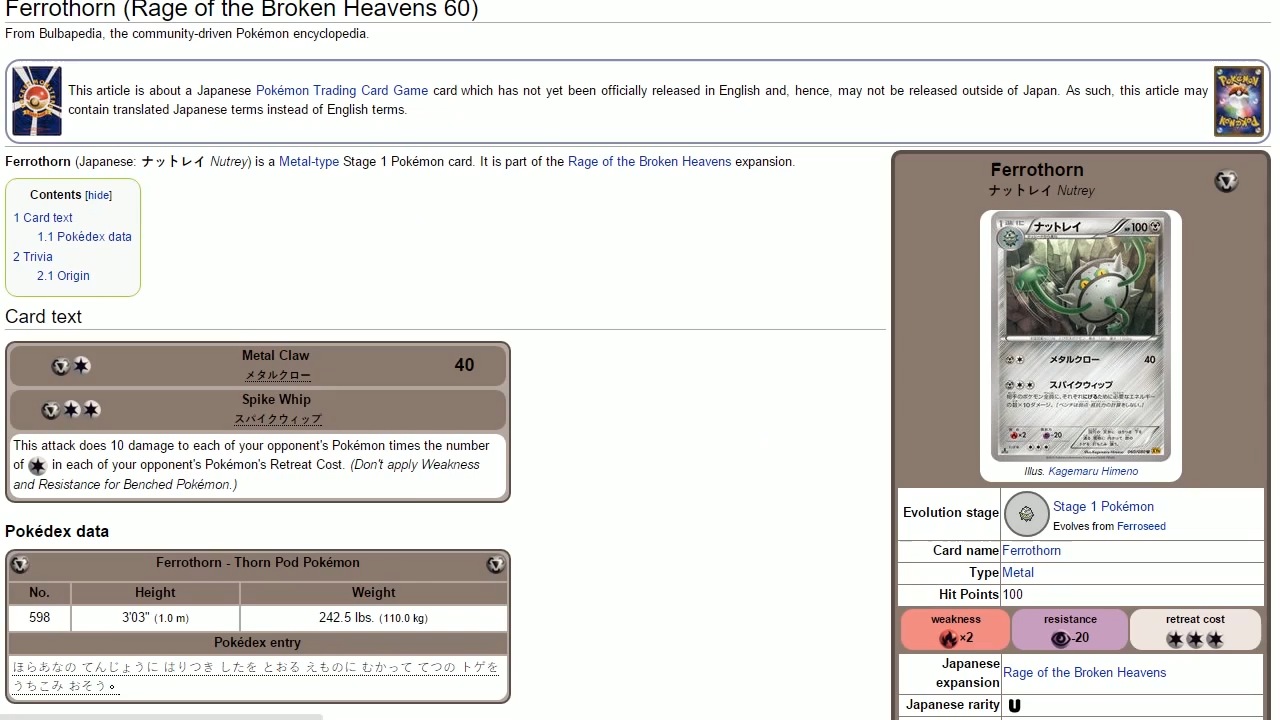 Ferrothorn (Rage of the Broken Heavens 60)
From Bulbapedia, the community-driven Pokémon encyclopedia.
This article is about a Japanese Pokémon Trading Card Game card which has not yet been officially released in English and, hence, may not be released outside of Japan. As such, this article may
contain translated Japanese terms instead of English terms.
Ferrothorn (Japanese: ナットレイ Nutrey) is a Metal-type Stage 1 Pokémon card. It is part of the Rage of the Broken Heavens expansion.
Contents [hide]
1 Card text
1.1 Pokédex data
2 Trivia
2.1 Origin
Card text
Metal Claw 40
メタルクロー
Spike Whip
スパイクウィップ
This attack does 10 damage to each of your opponent's Pokémon times the number
of in each of your opponent's Pokémon's Retreat Cost. (Don't apply Weakness
and Resistance for Benched Pokémon.)
Pokédex data
Ferrothorn - Thorn Pod Pokémon
No. Height Weight
598 3'03" (1.0 m) 242.5 lbs. (110.0 kg)
Pokédex entry
ほらあなの てんじょうに はりつき したを とおる えものに むかって てつの トゲを
うちこみ おそう。
Ferrothorn
ナットレイ Nutrey
ナットレイ HP100
メタルクロー 40
スパイクウィップ
×2 -20
Illus. Kagemaru Himeno
Evolution stage Stage 1 Pokémon
Evolves from Ferroseed
Card name Ferrothorn
Type Metal
Hit Points 100
weakness resistance retreat cost
×2 -20
Japanese
expansion Rage of the Broken Heavens
Japanese rarity U